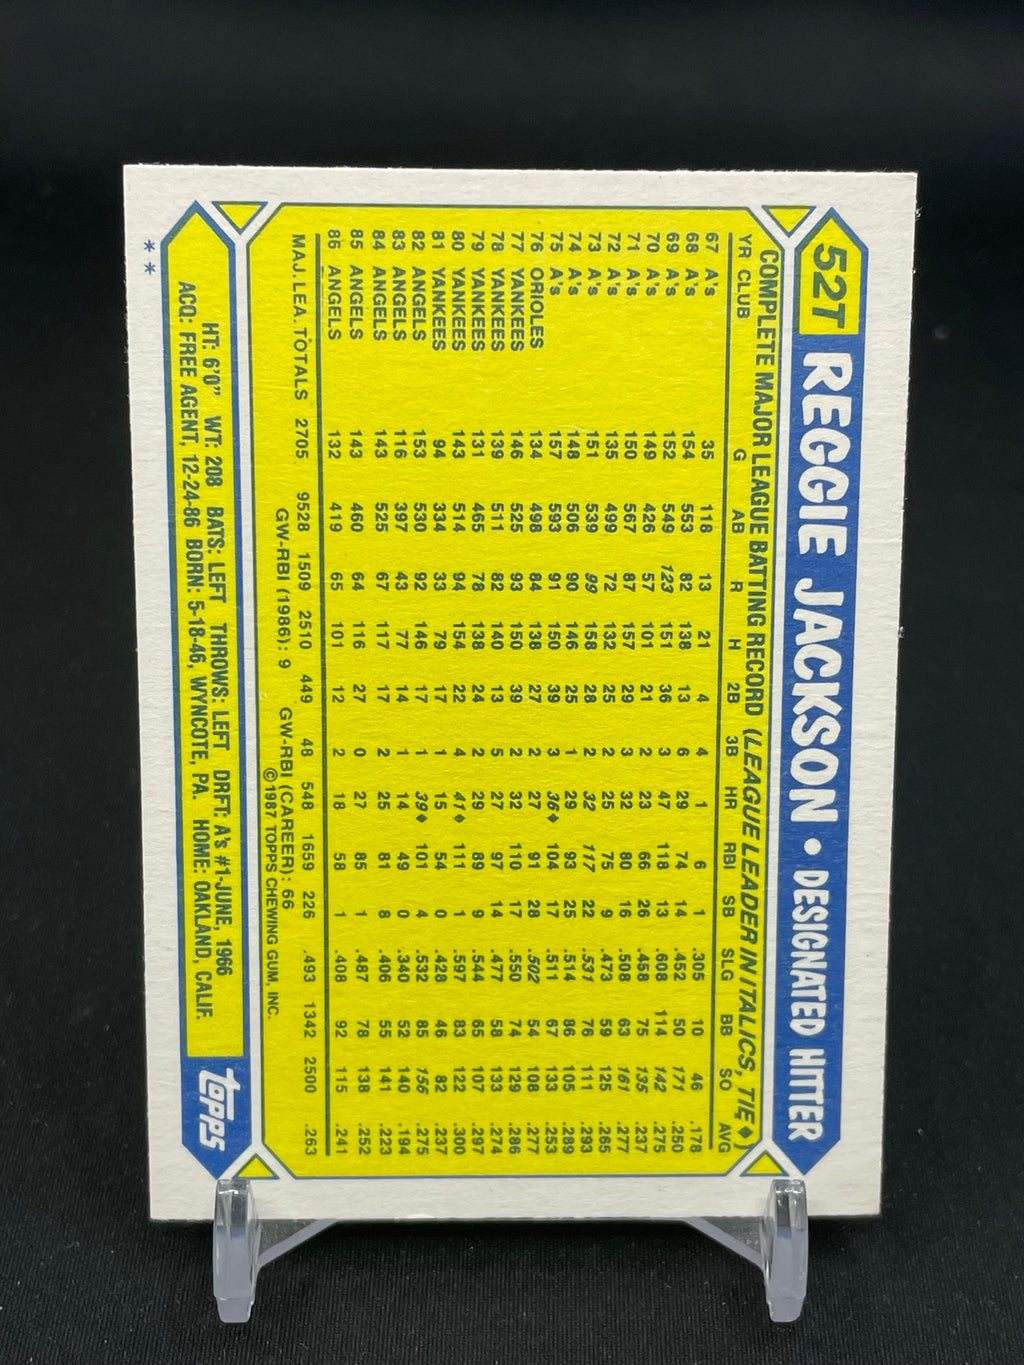 52T REGGIE JACKSON • DESIGNATED HITTER
COMPLETE MAJOR LEAGUE BATTING RECORD (LEAGUE LEADER IN ITALICS, TIE♦)
YR CLUB G AB R H 2B 3B HR RBI SB SLG BB SO AVG
67 A's 35 118 13 21 4 4 1 6 1 .305 10 46 .178
68 A's 154 553 82 138 13 6 29 74 14 .452 50 171 .250
69 A's 152 549 123 151 36 3 47 118 13 .608 114 142 .275
70 A's 149 426 57 101 21 2 23 66 26 .458 75 135 .237
71 A's 150 567 87 157 29 3 32 80 16 .508 63 161 .277
72 A's 135 499 72 132 25 2 25 75 9 .473 59 125 .265
73 A's 151 539 99 158 28 2 32 117 22 .531 76 111 .293
74 A's 148 506 90 146 25 1 29 93 25 .514 86 105 .289
75 A's 157 593 91 150 39 3 36♦ 104 17 .511 67 133 .253
76 ORIOLES 134 498 84 138 27 2 27 91 28 .502 54 108 .277
77 YANKEES 146 525 93 150 39 2 32 110 17 .550 74 129 .286
78 YANKEES 139 511 82 140 13 5 27 97 14 .477 58 133 .274
79 YANKEES 131 465 78 138 24 2 29 89 9 .544 65 107 .297
80 YANKEES 143 514 94 154 22 4 41♦ 111 1 .597 83 122 .300
81 YANKEES 94 334 33 79 17 1 15 54 0 .428 46 82 .237
82 ANGELS 153 530 92 146 17 1 39♦ 101 4 .532 85 156 .275
83 ANGELS 116 397 43 77 14 1 14 49 0 .340 52 140 .194
84 ANGELS 143 525 67 117 17 2 25 81 8 .406 55 141 .223
85 ANGELS 143 460 64 116 27 0 27 85 1 .487 78 138 .252
86 ANGELS 132 419 65 101 12 2 18 58 1 .408 92 115 .241
MAJ. LEA. TOTALS 2705 9528 1509 2510 449 48 548 1659 226 .493 1342 2500 .263
GW-RBI (1986): 9 GW-RBI (CAREER): 66
©1987 TOPPS CHEWING GUM, INC.
HT: 6'0" WT: 208 BATS: LEFT THROWS: LEFT DRFT: A's #1-JUNE, 1966
ACQ: FREE AGENT, 12-24-86 BORN: 5-18-46, WYNCOTE, PA. HOME: OAKLAND, CALIF.
topps
**